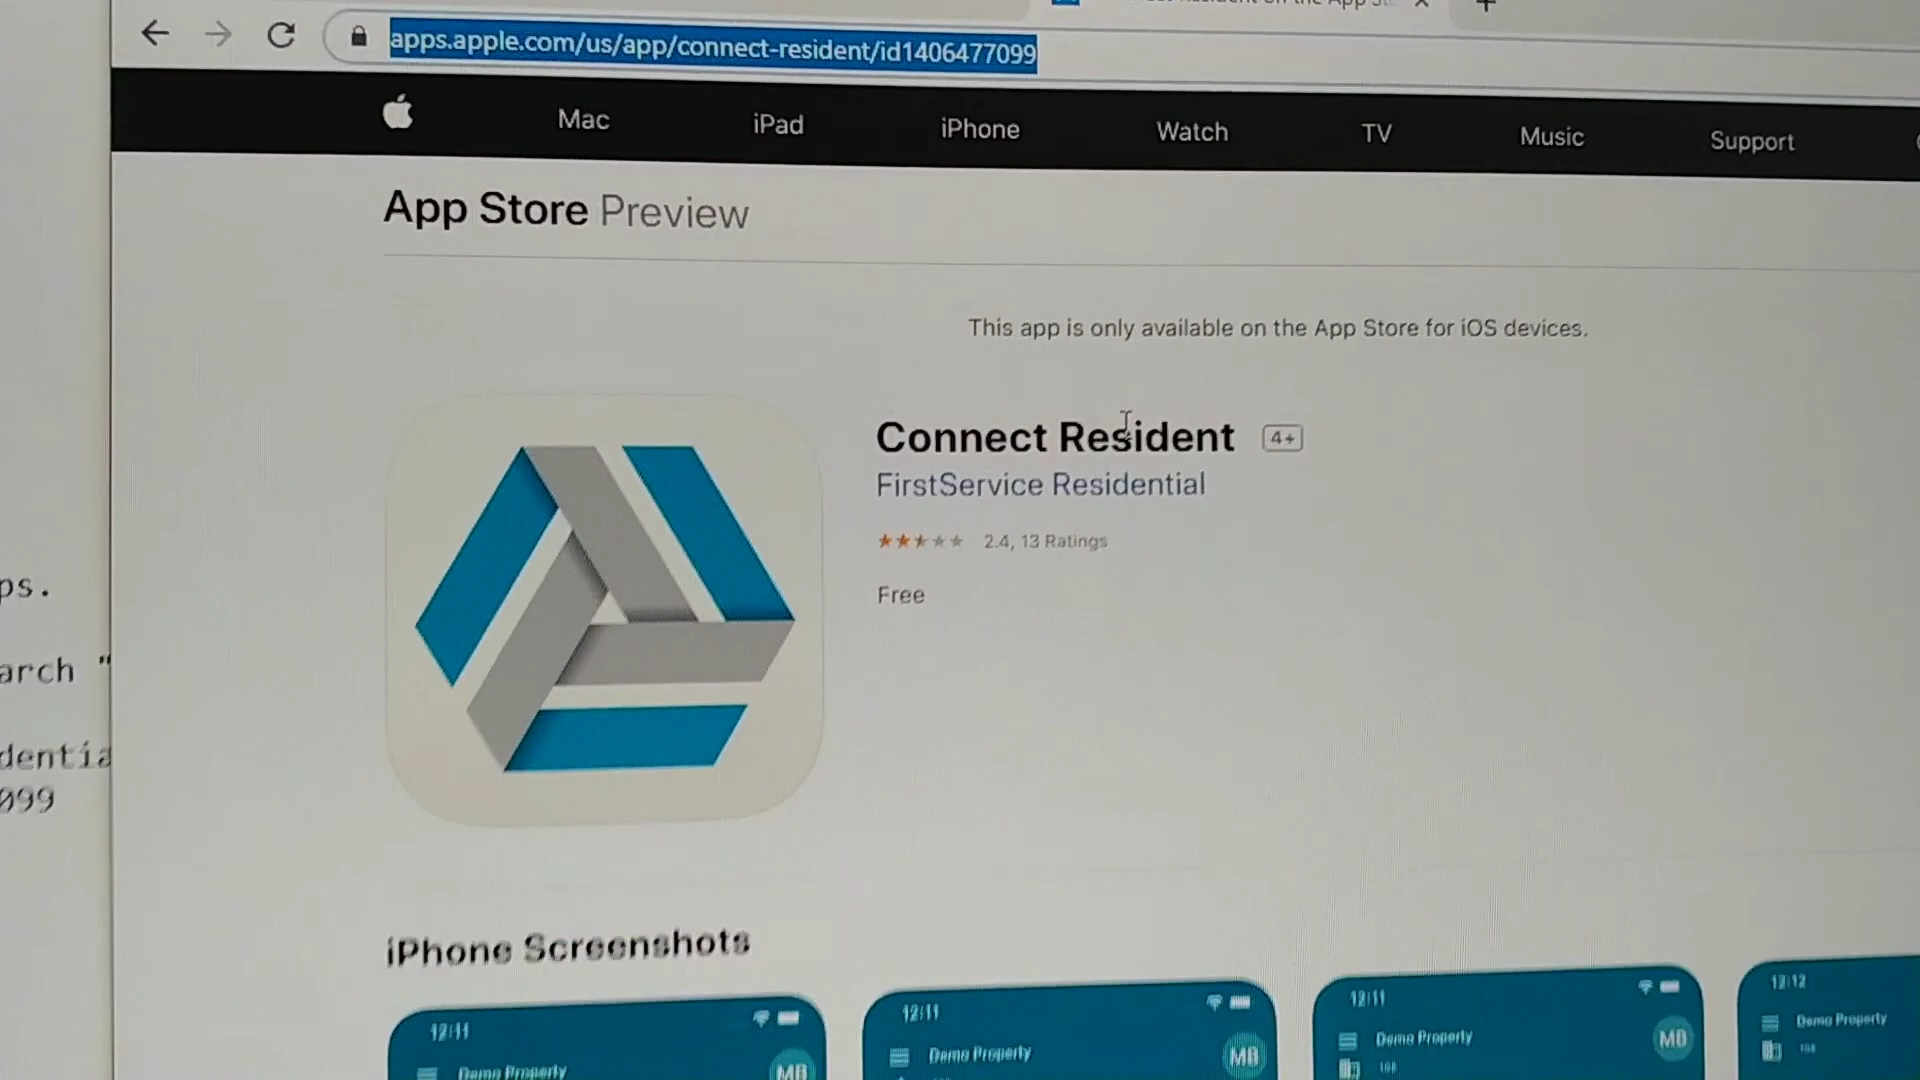 apps.apple.com/us/app/connect-resident/id1406477099
Mac iPad iPhone Watch TV Music Support
App Store Preview
This app is only available on the App Store for iOS devices.
Connect Resident 4+
FirstService Residential
2.4, 13 Ratings
Free
ps.
arch "
dentia
099
iPhone Screenshots
12:11 12:11 12:11 12:12
Demo Property MB Demo Property MB Demo Property MB Demo Property